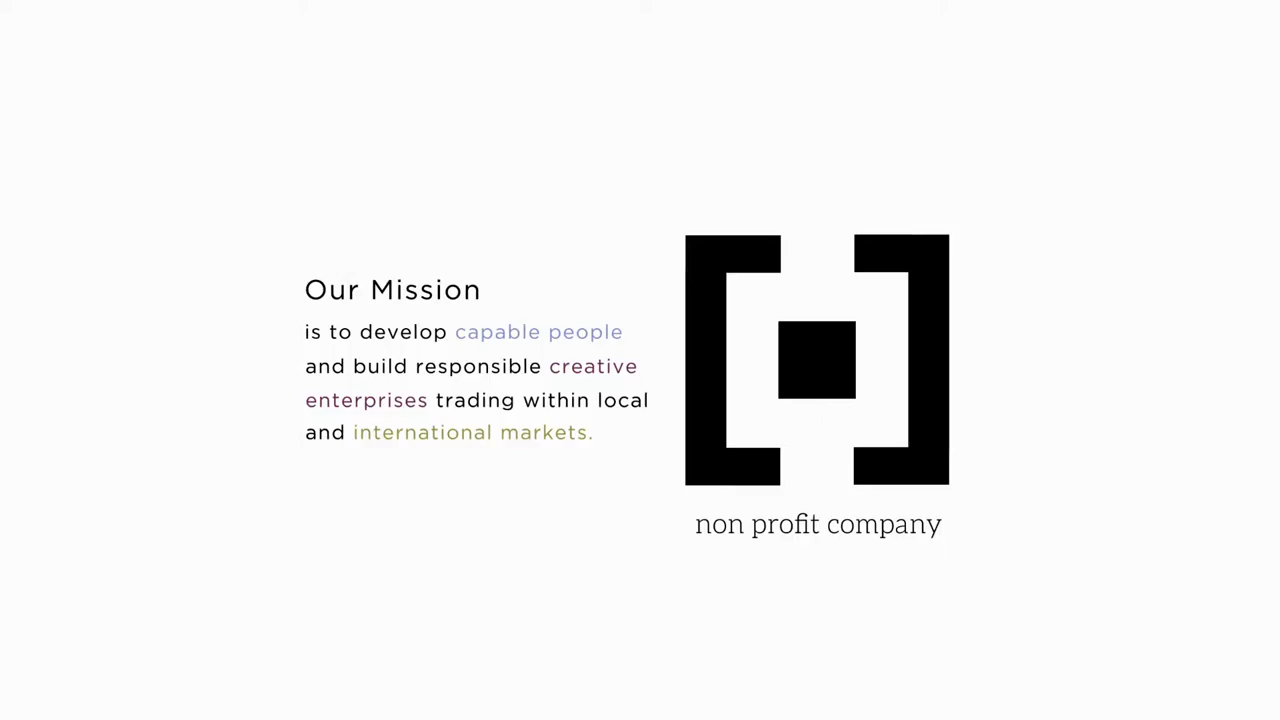 Our Mission
is to develop capable people
and build responsible creative
enterprises trading within local
and international markets.
non profit company